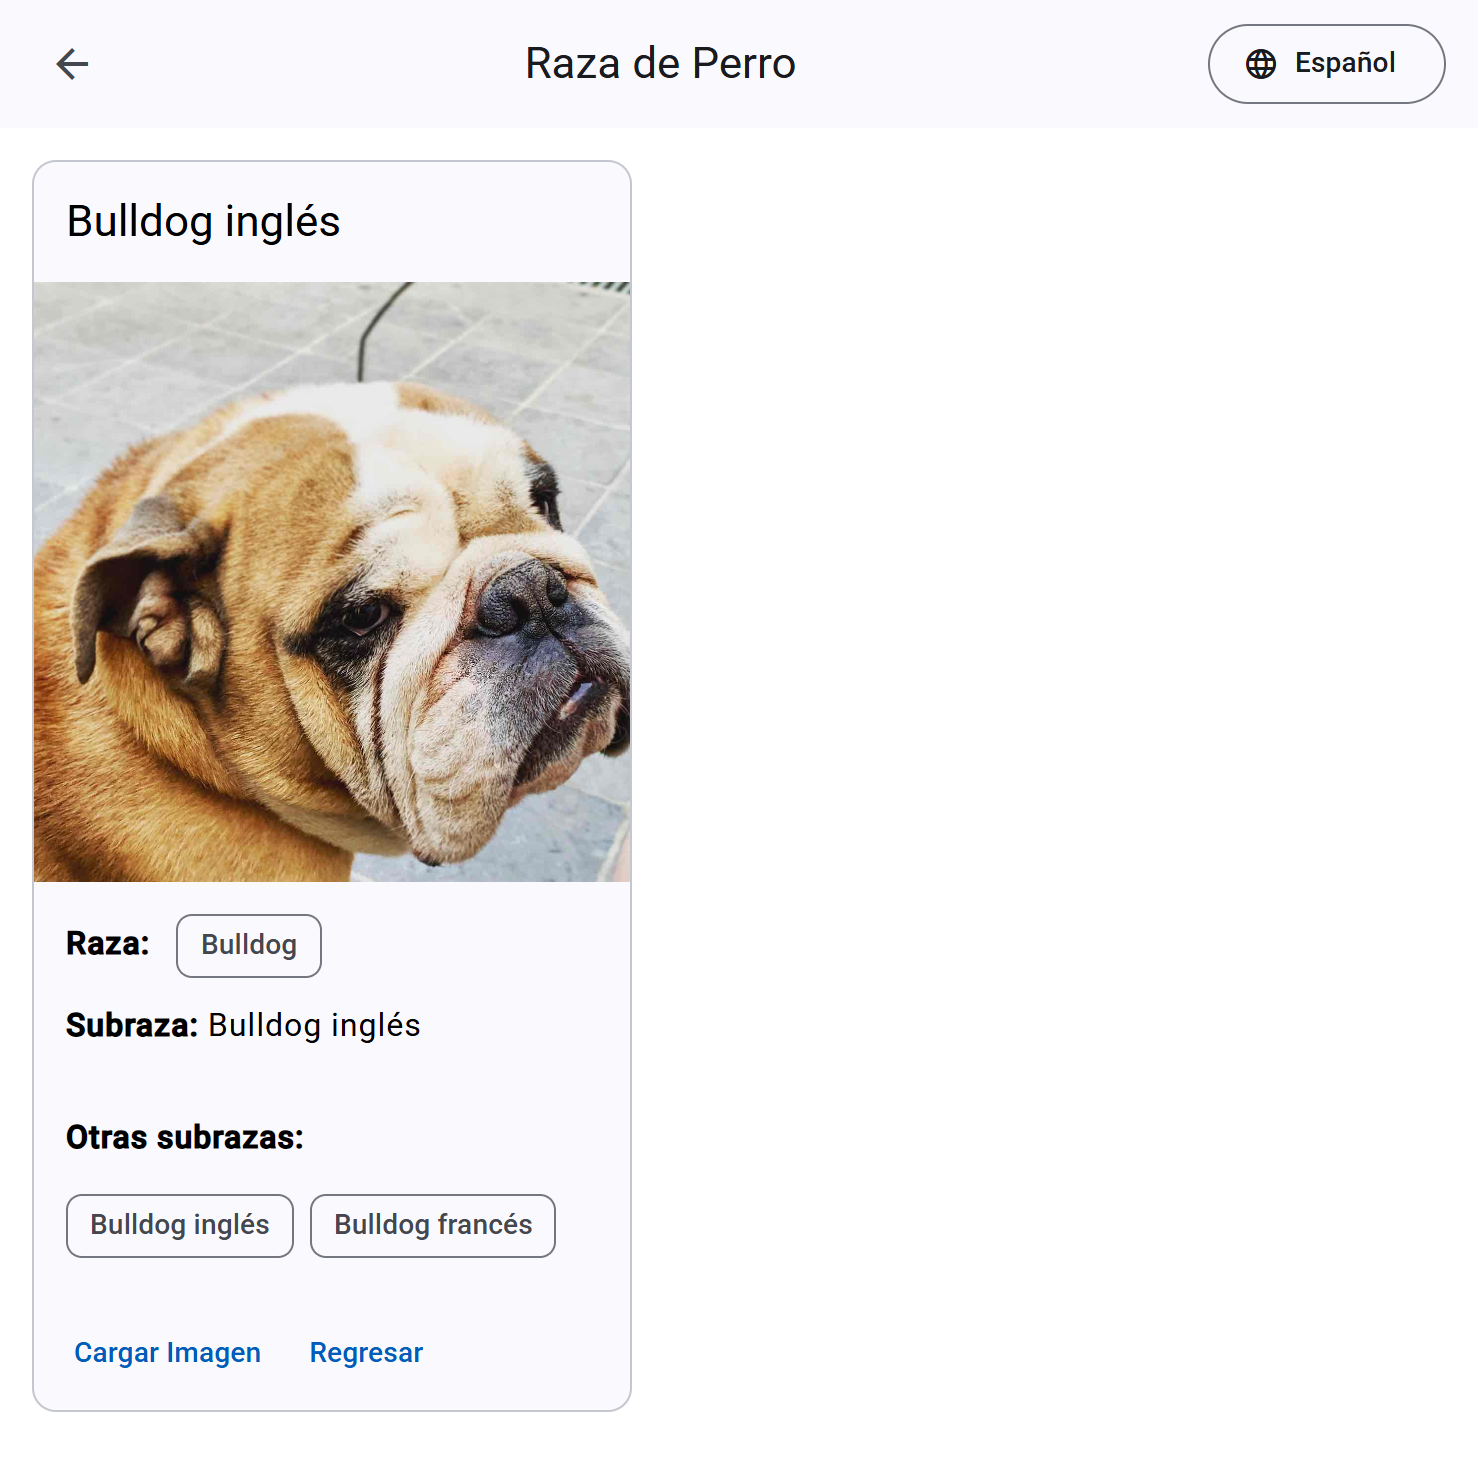 Raza de Perro
Español
Bulldog inglés
Raza: Bulldog
Subraza: Bulldog inglés
Otras subrazas:
Bulldog inglés Bulldog francés
Cargar Imagen Regresar